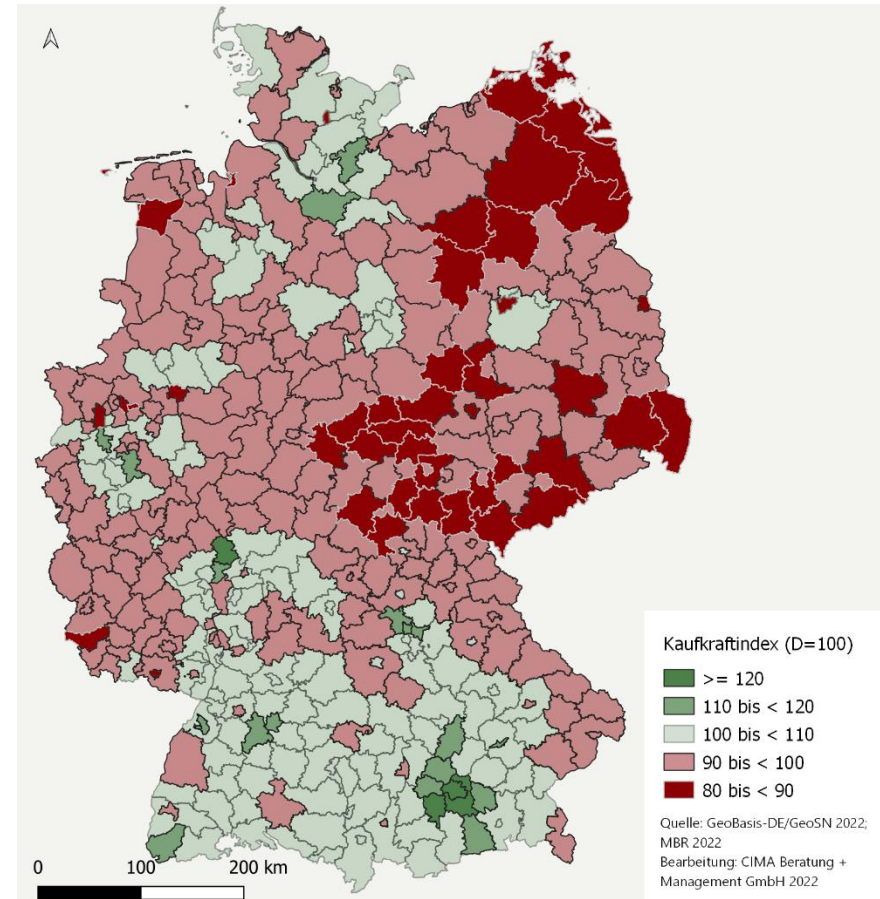 Kaufkraftindex (D=100)
>= 120
110 bis < 120
100 bis < 110
90 bis < 100
80 bis < 90
Quelle: GeoBasis-DE/GeoSN 2022;
MBR 2022
Bearbeitung: CIMA Beratung +
Management GmbH 2022
0 100 200 km